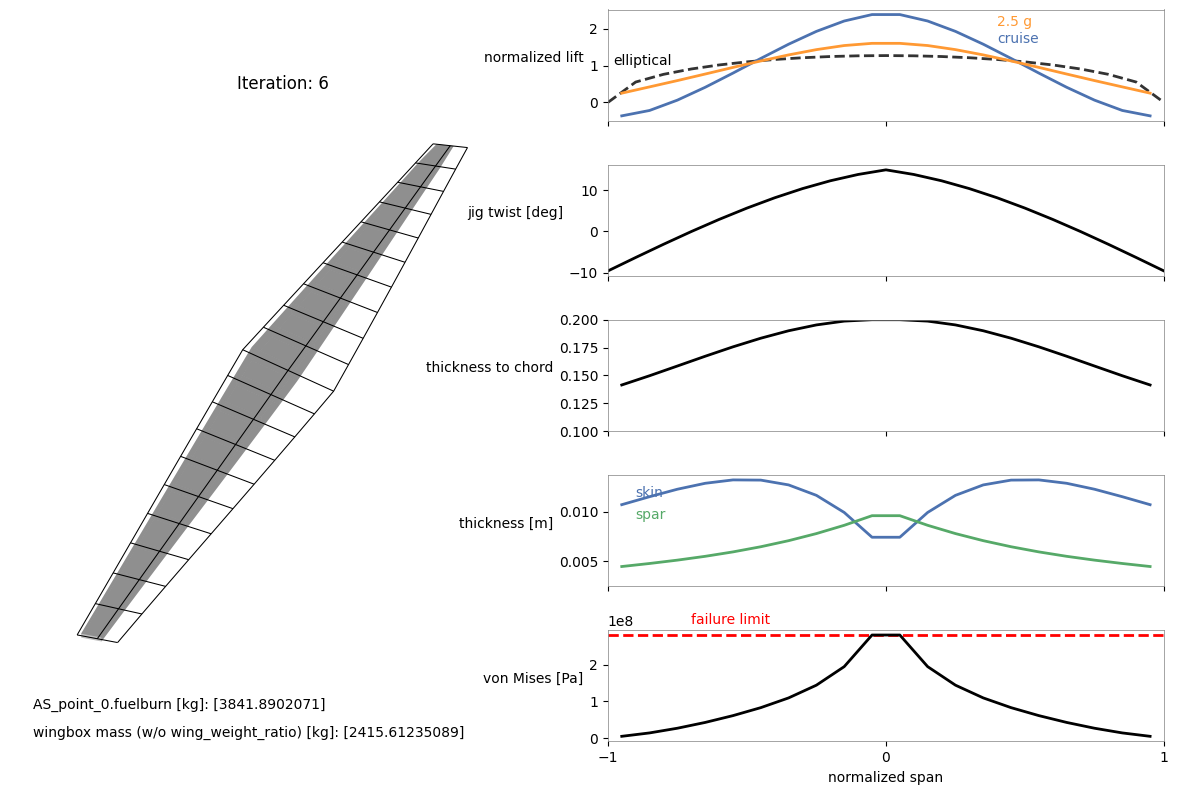 Iteration: 6
AS_point_0.fuelburn [kg]: [3841.8902071]
wingbox mass (w/o wing_weight_ratio) [kg]: [2415.61235089]
normalized lift
2
1
0
elliptical
2.5 g
cruise
jig twist [deg]
10
0
−10
thickness to chord
0.200
0.175
0.150
0.125
0.100
thickness [m]
0.010
0.005
skin
spar
von Mises [Pa]
1e8
failure limit
2
1
0
−1
0
1
normalized span